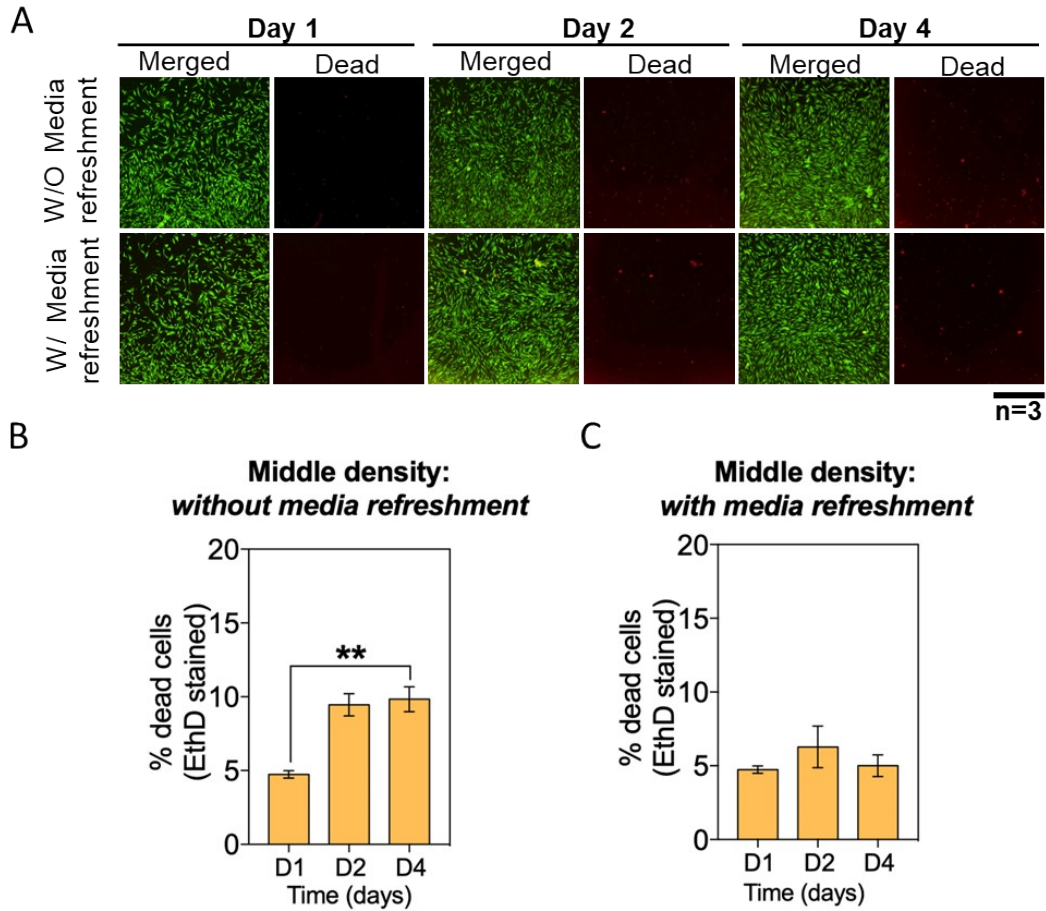 A
Day 1
Day 2
Day 4
Merged
Dead
Merged
Dead
Merged
Dead
W/O Media
refreshment
W/ Media
refreshment
n=3
B
Middle density:
without media refreshment
% dead cells
(EthD stained)
20
15
10
5
0
**
D1
D2
D4
Time (days)
C
Middle density:
with media refreshment
% dead cells
(EthD stained)
20
15
10
5
0
D1
D2
D4
Time (days)